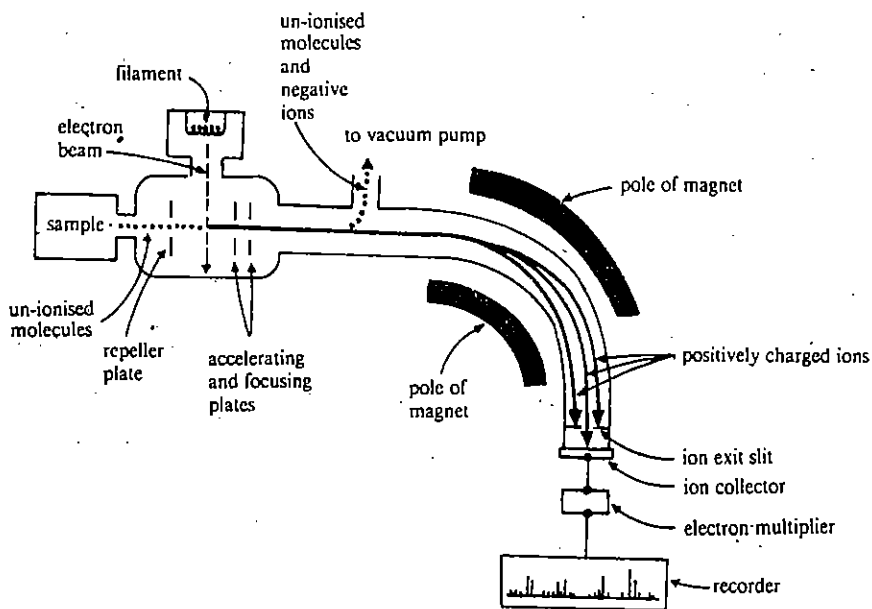 un-ionised
molecules
and
negative
ions
filament
electron
beam
to vacuum pump
pole of magnet
sample
un-ionised
molecules
repeller
plate
accelerating
and focusing
plates
pole of
magnet
positively charged ions
ion exit slit
ion collector
electron-multiplier
recorder